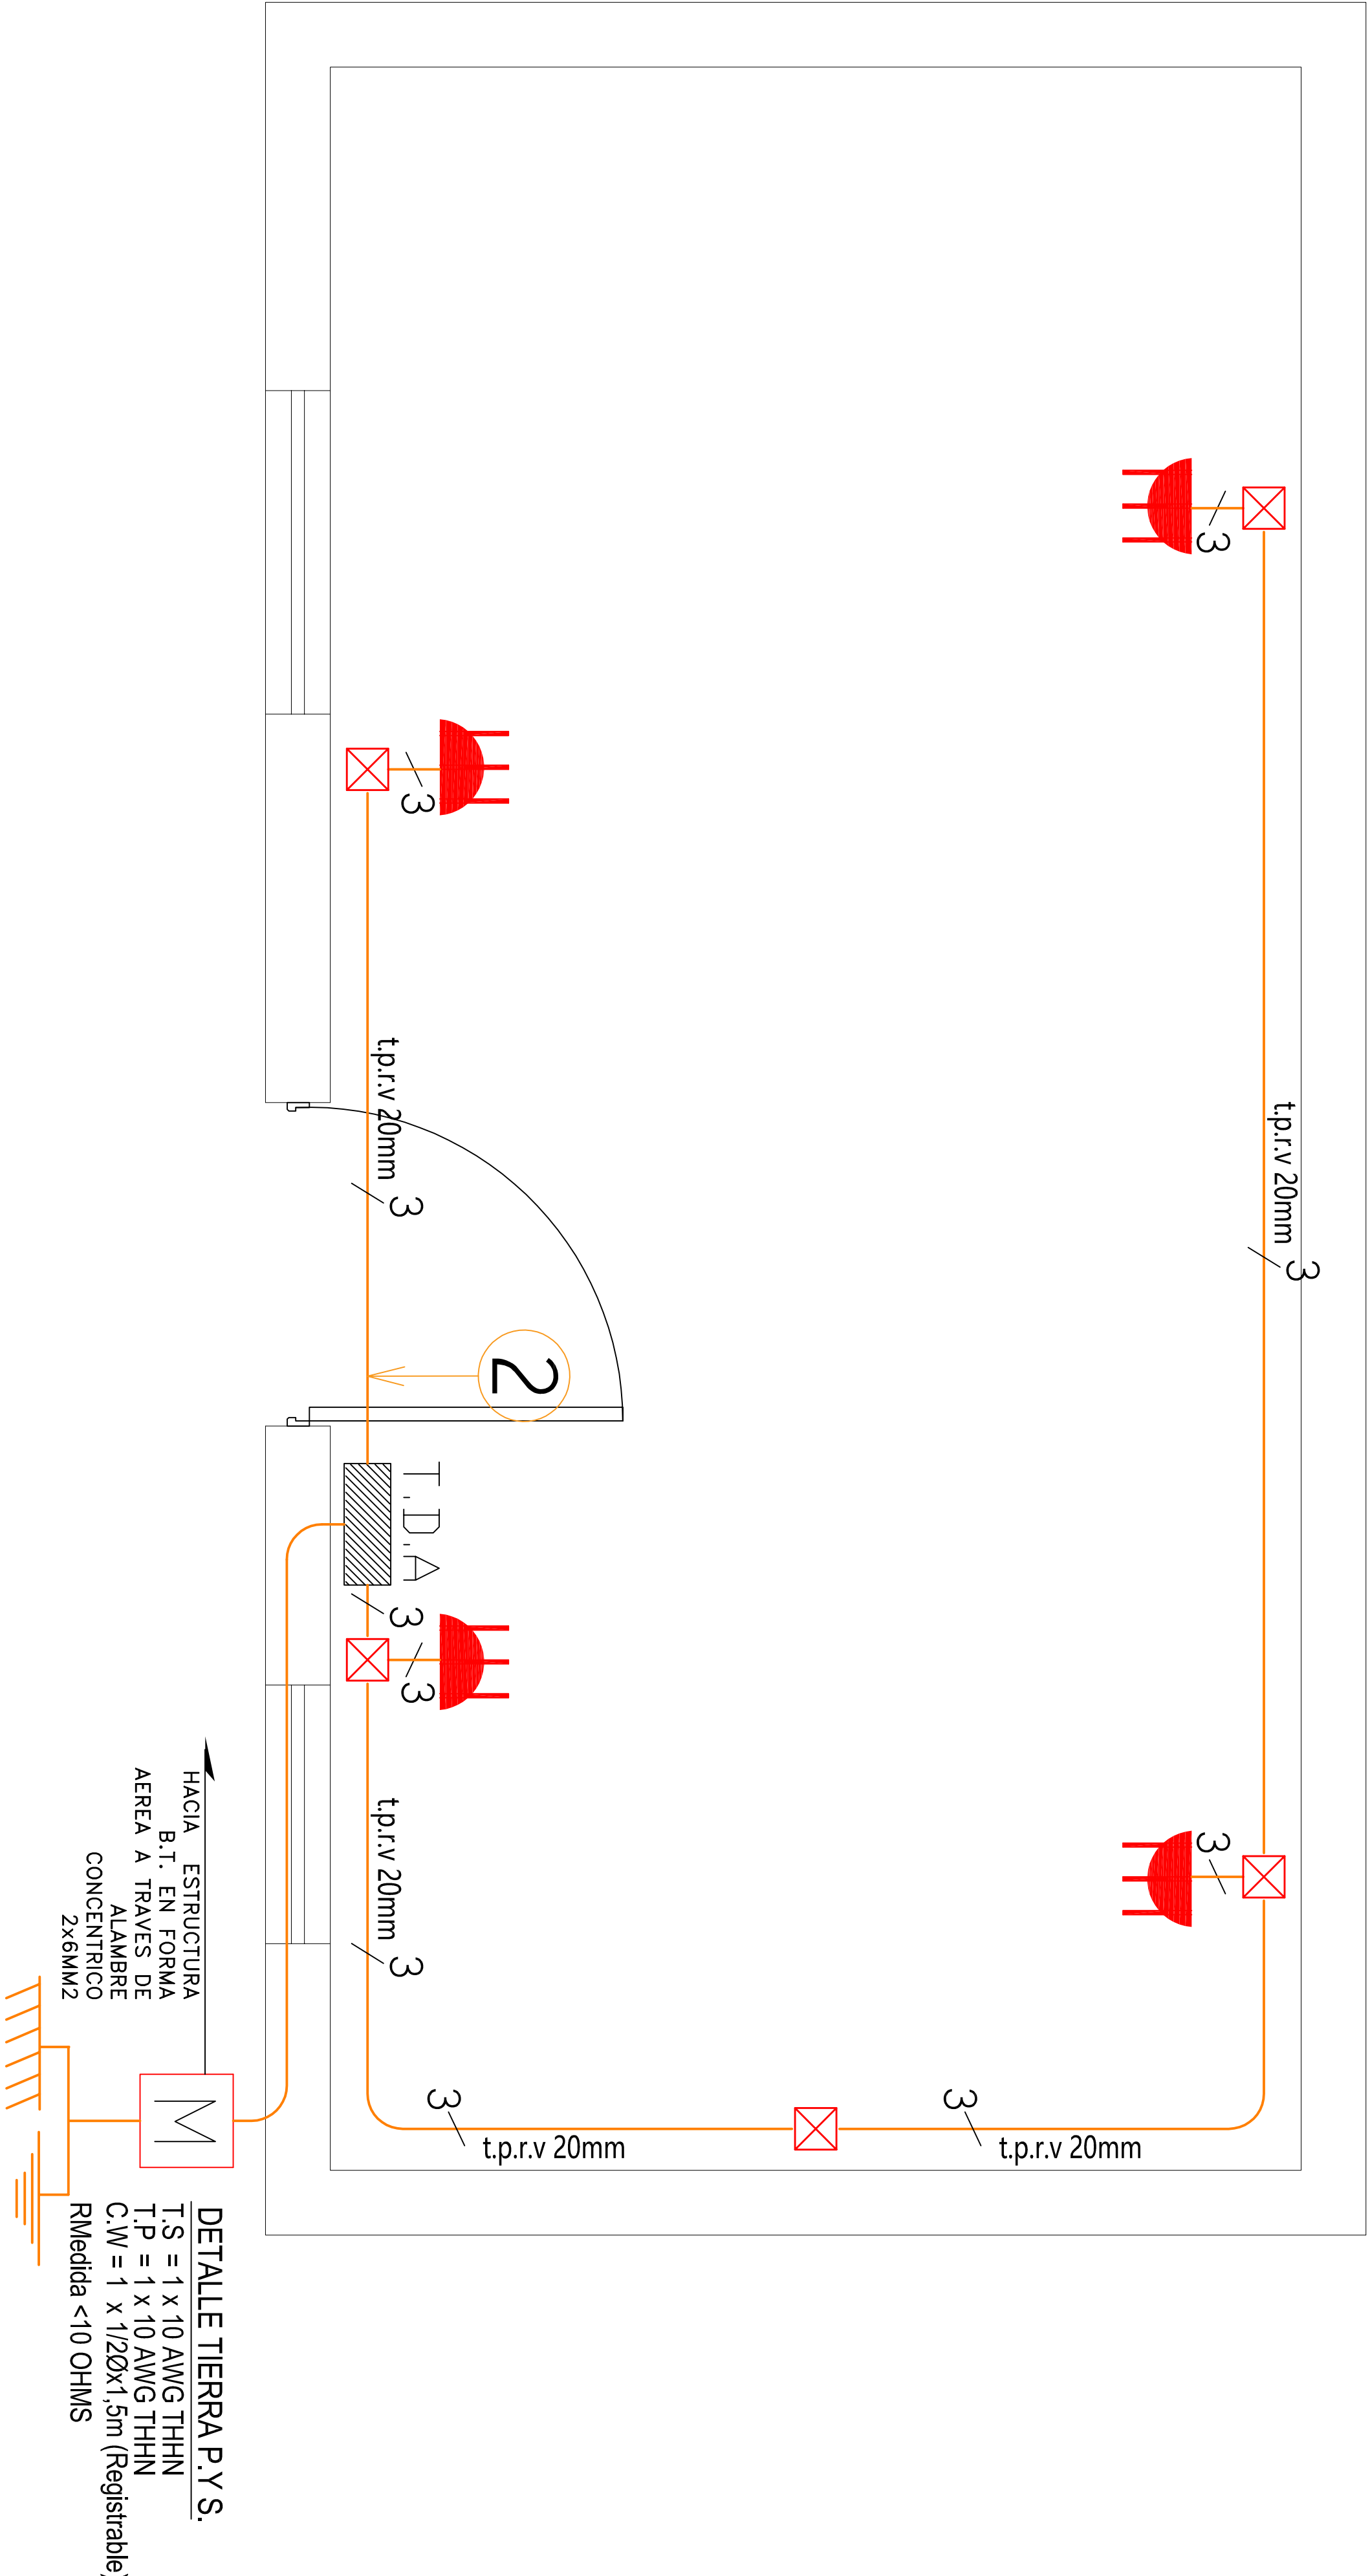 3
t.p.r.v 20mm
3
3
3
t.p.r.v 20mm
3
2
T.D.A
3
3
t.p.r.v 20mm
3
3
t.p.r.v 20mm
3
t.p.r.v 20mm
HACIA ESTRUCTURA
B.T. EN FORMA
AEREA A TRAVES DE
ALAMBRE
CONCENTRICO
2x6MM2
M
DETALLE TIERRA P.Y S.
T.S = 1 x 10 AWG THHN
T.P = 1 x 10 AWG THHN
C.W = 1 x 1/2Øx1,5m (Registrable)
RMedida <10 OHMS